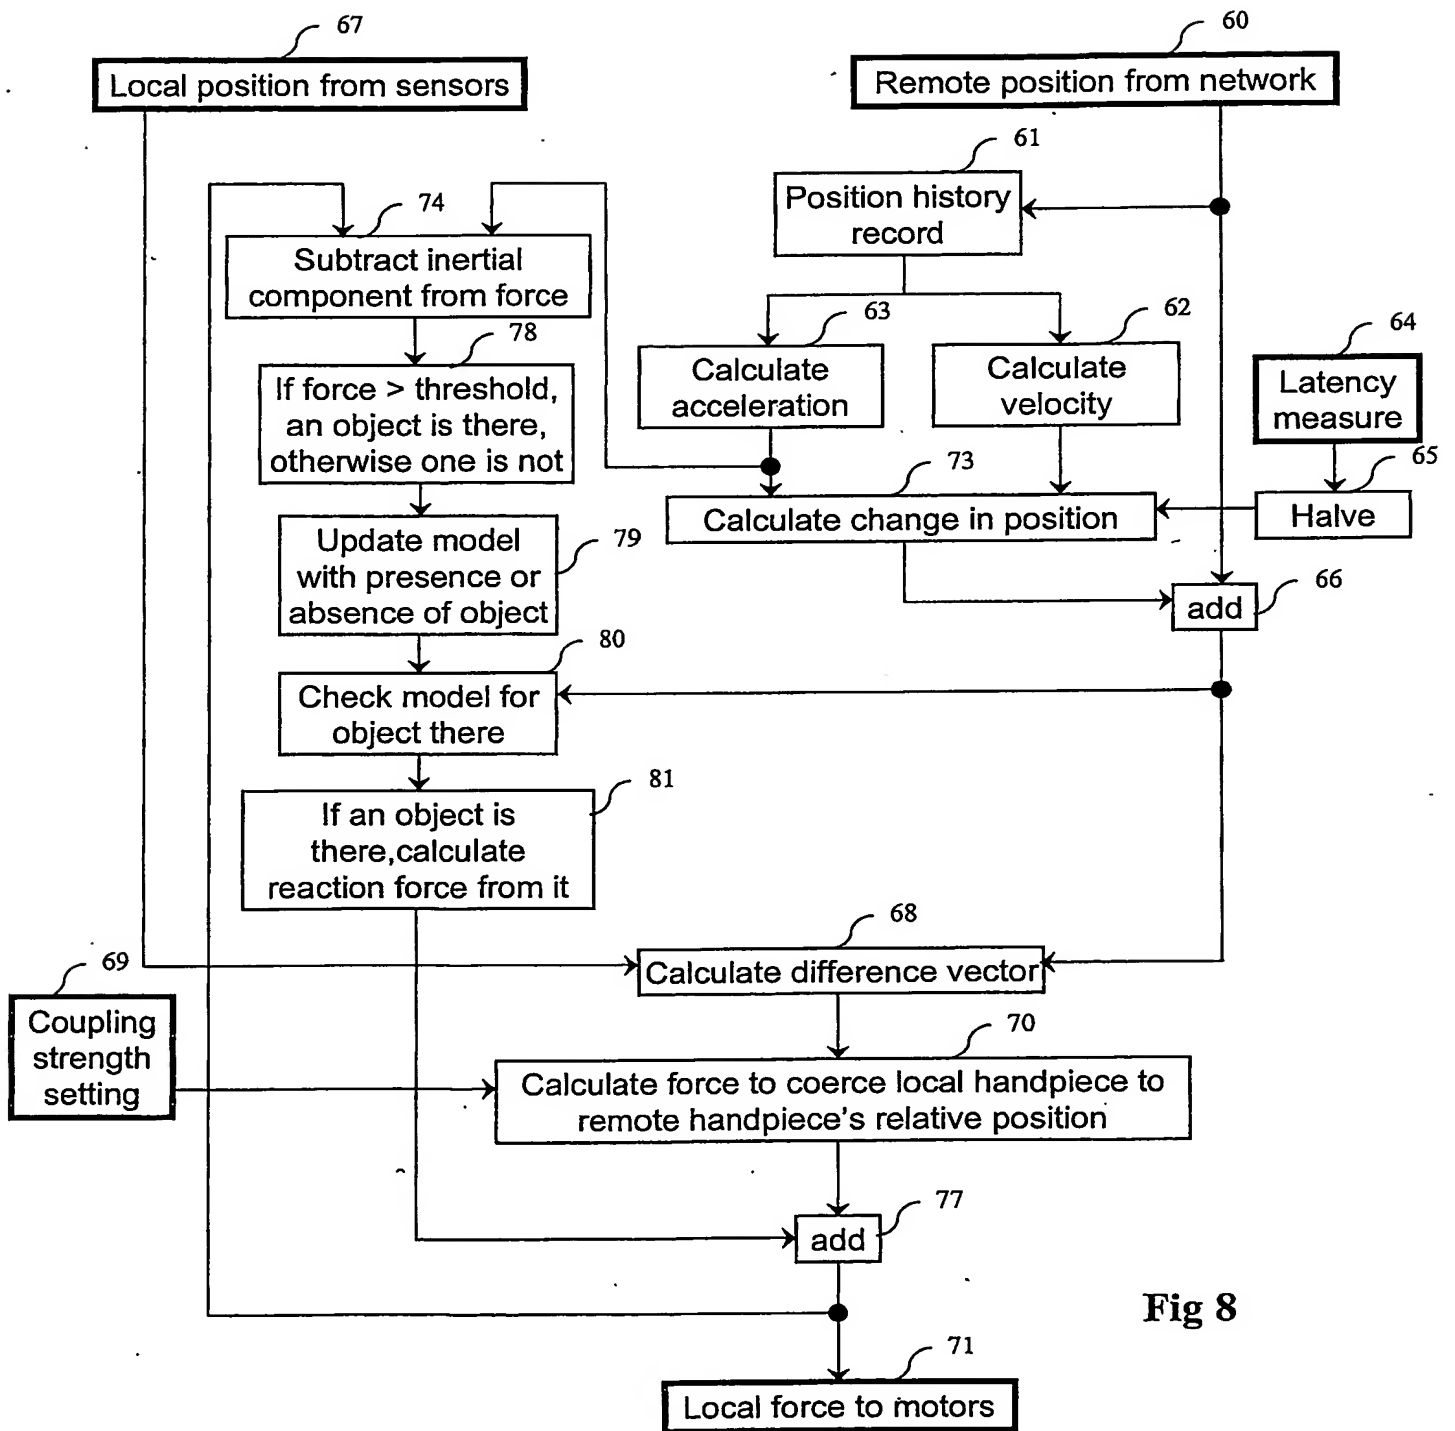 67
60
Local position from sensors
Remote position from network
61
Position history
record
74
Subtract inertial
component from force
63
62
64
Calculate
acceleration
Calculate
velocity
Latency
measure
78
If force > threshold,
an object is there,
otherwise one is not
73
65
Calculate change in position
Halve
Update model
with presence or
absence of object
79
66
add
80
Check model for
object there
81
If an object is
there,calculate
reaction force from it
68
Calculate difference vector
69
Coupling
strength
setting
70
Calculate force to coerce local handpiece to
remote handpiece's relative position
77
add
Fig 8
71
Local force to motors